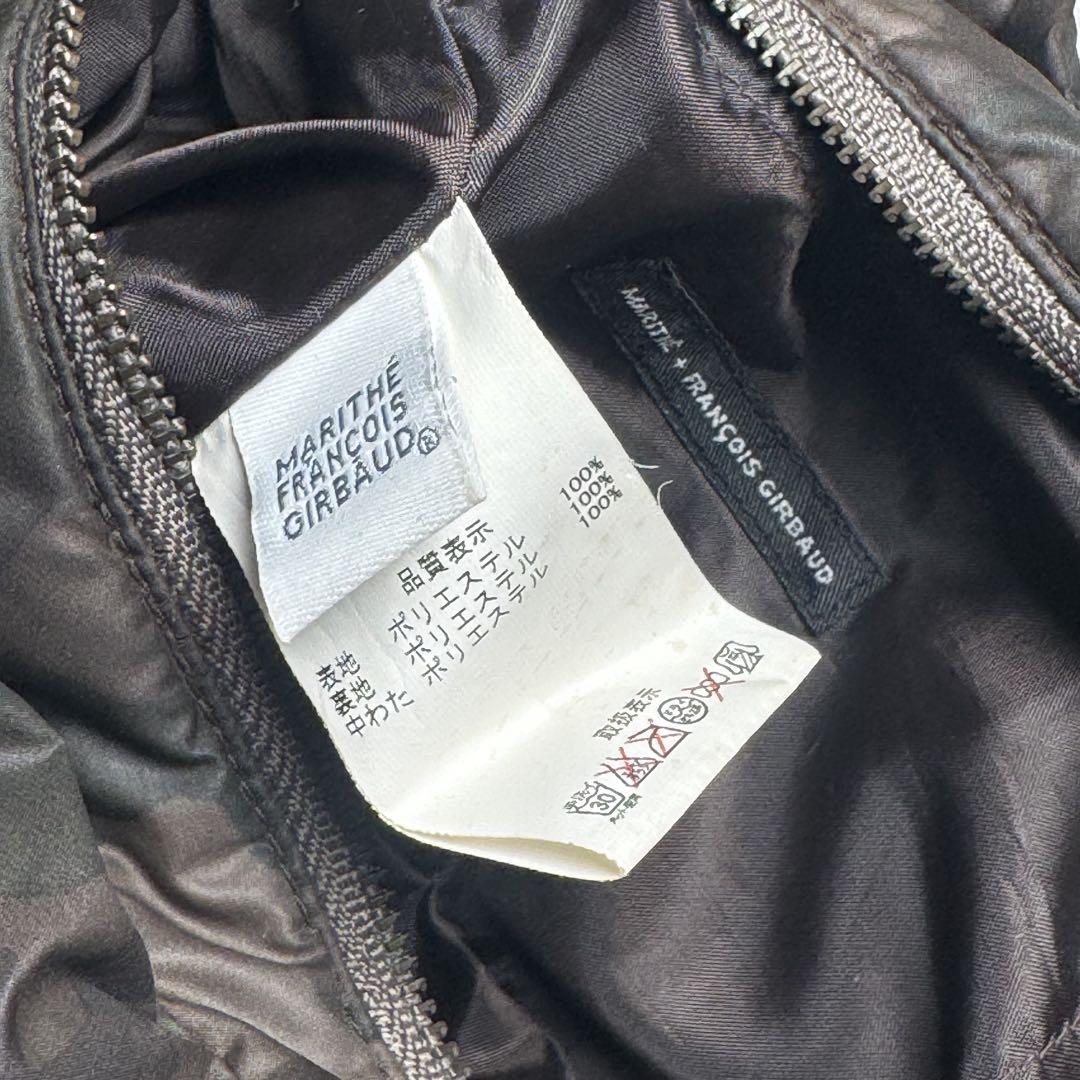 MARITHÉ
FRANCOIS
GIRBAUD®
MARITHÉ + FRANÇOIS GIRBAUD
品質表示
表地 ポリエステル 100%
裏地 ポリエステル 100%
中わた ポリエステル 100%
取扱表示
30